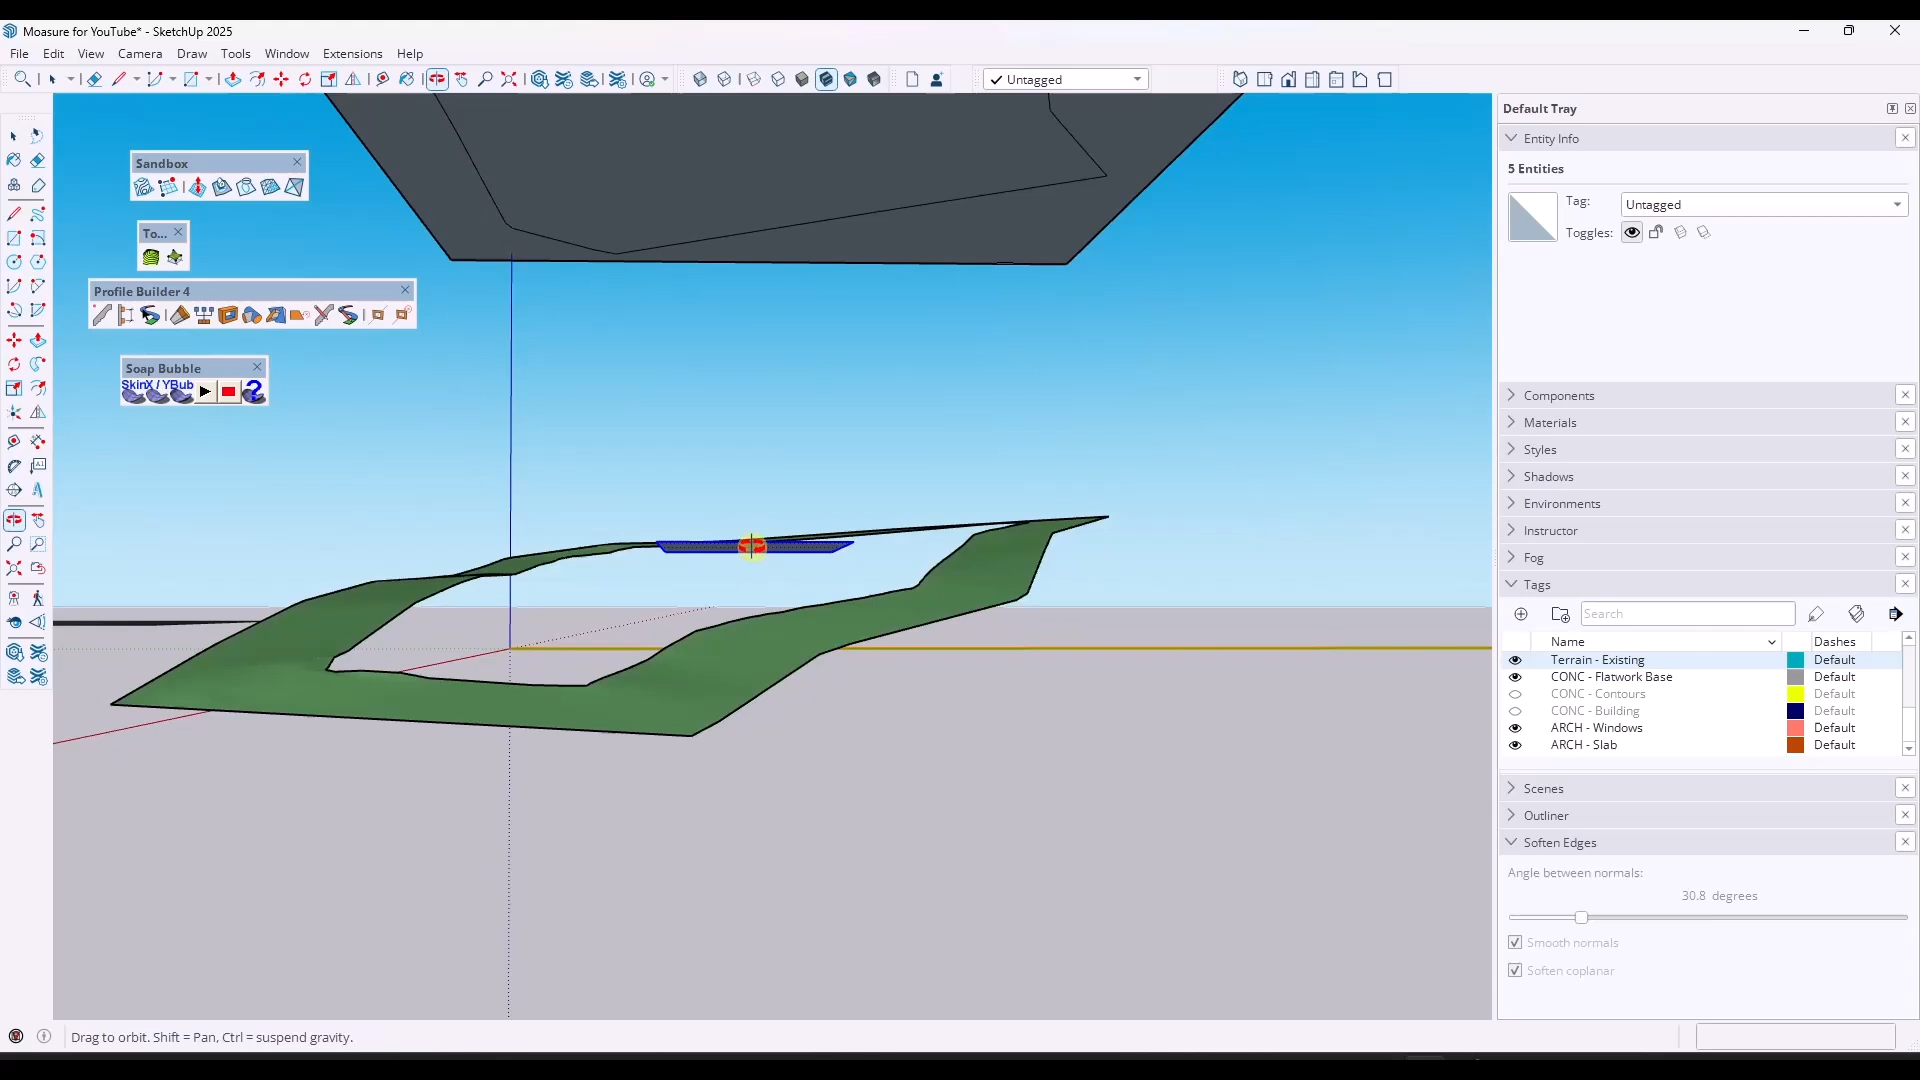 Moasure for YouTube* - SketchUp 2025
File Edit View Camera Draw Tools Window Extensions Help
Untagged
Default Tray
Entity Info
5 Entities
Tag: Untagged
Toggles:
Sandbox
To...
Profile Builder 4
Soap Bubble
Skin X / Y Bub
Components
Materials
Styles
Shadows
Environments
Instructor
Fog
Tags
Search
Name Dashes
Terrain - Existing Default
CONC - Flatwork Base Default
CONC - Contours Default
CONC - Building Default
ARCH - Windows Default
ARCH - Slab Default
Scenes
Outliner
Soften Edges
Angle between normals:
30.8 degrees
Smooth normals
Soften coplanar
Drag to orbit. Shift = Pan, Ctrl = suspend gravity.